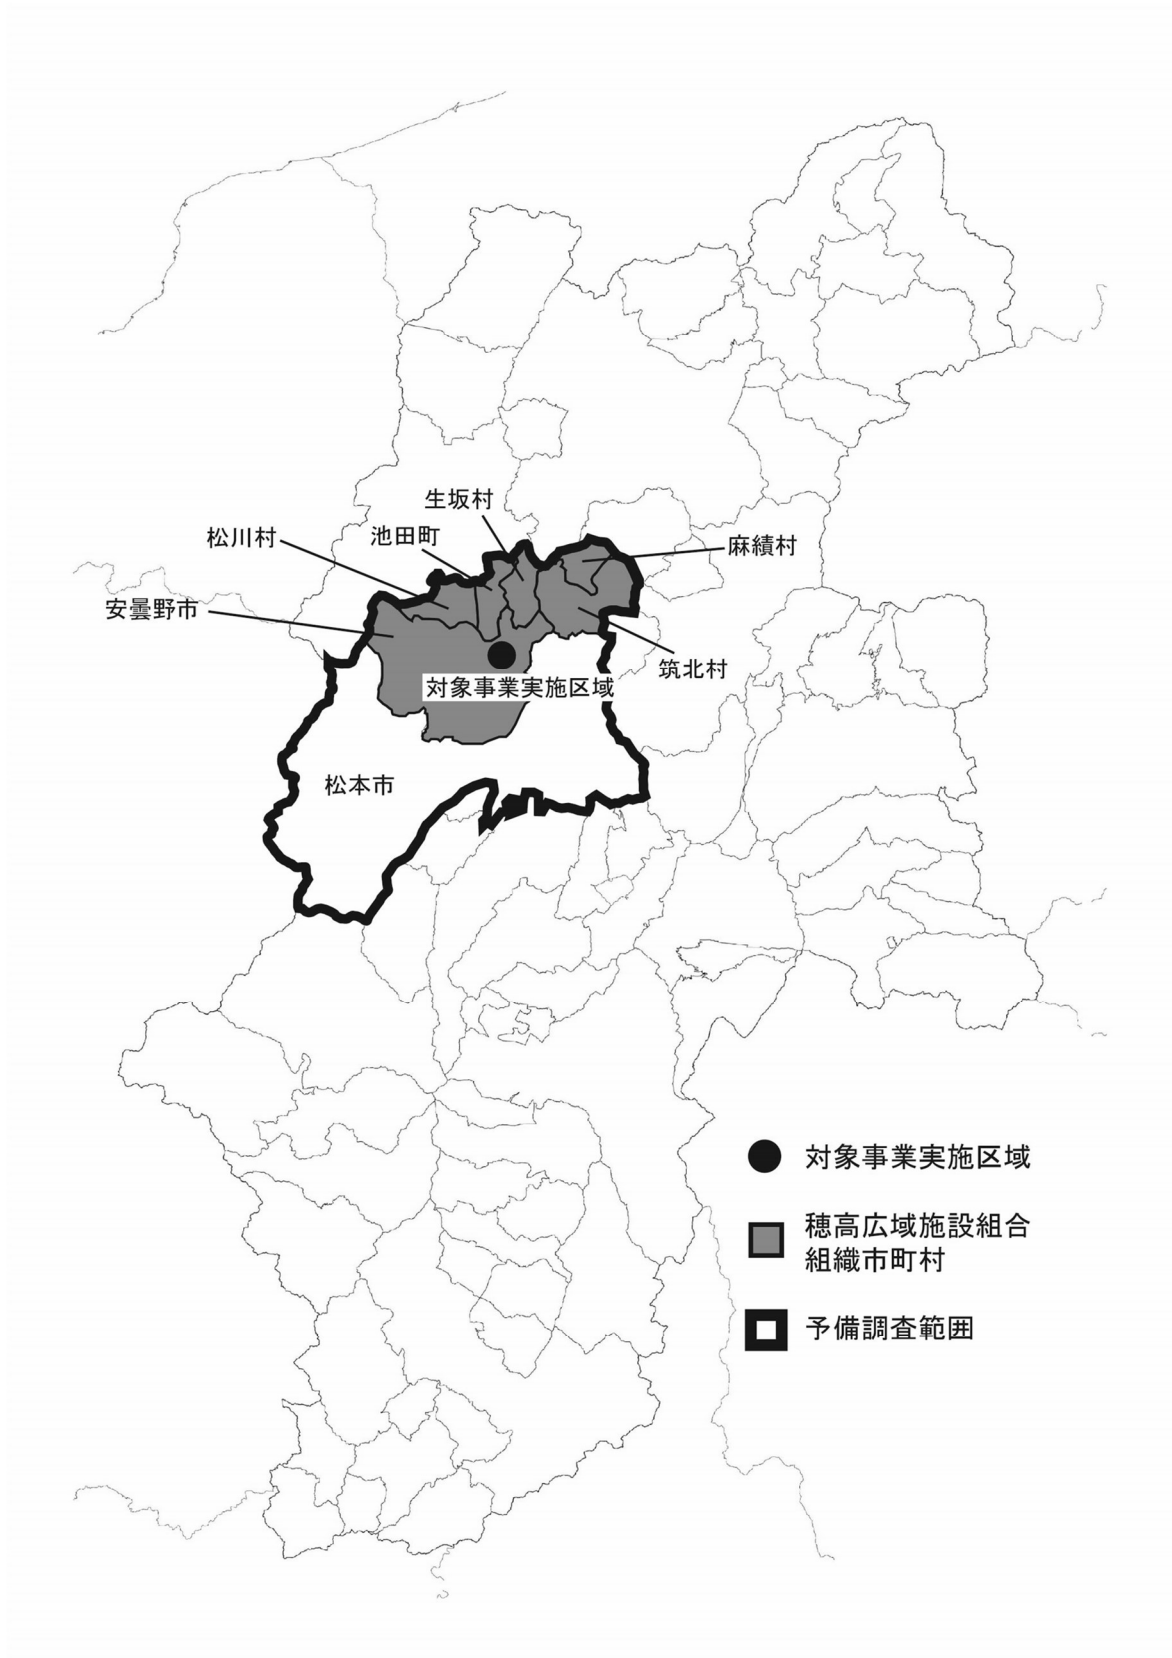 生坂村
松川村
池田町
麻績村
安曇野市
筑北村
対象事業実施区域
松本市
対象事業実施区域
穂高広域施設組合
組織市町村
予備調査範囲